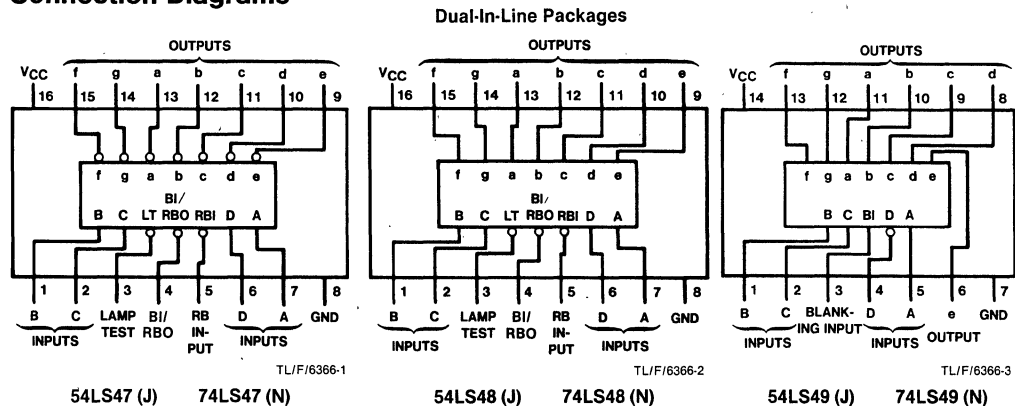 Connection Diagrams
Dual-In-Line Packages
OUTPUTS
VCC f g a b c d e
16 15 14 13 12 11 10 9
f g a b c d e
BI/
B C LT RBO RBI D A
1 2 3 4 5 6 7 8
B C LAMP BI/ RB D A GND
TEST RBO IN-
INPUTS PUT INPUTS
TL/F/6366-1
54LS47 (J) 74LS47 (N)
OUTPUTS
VCC f g a b c d e
16 15 14 13 12 11 10 9
f g a b c d e
BI/
B C LT RBO RBI D A
1 2 3 4 5 6 7 8
B C LAMP BI/ RB D A GND
TEST RBO IN-
INPUTS PUT INPUTS
TL/F/6366-2
54LS48 (J) 74LS48 (N)
OUTPUTS
VCC f g a b c d
14 13 12 11 10 9 8
f g a b c d e
B C BI D A
1 2 3 4 5 6 7
B C BLANK- D A e GND
ING INPUT OUTPUT
INPUTS INPUTS
TL/F/6366-3
54LS49 (J) 74LS49 (N)